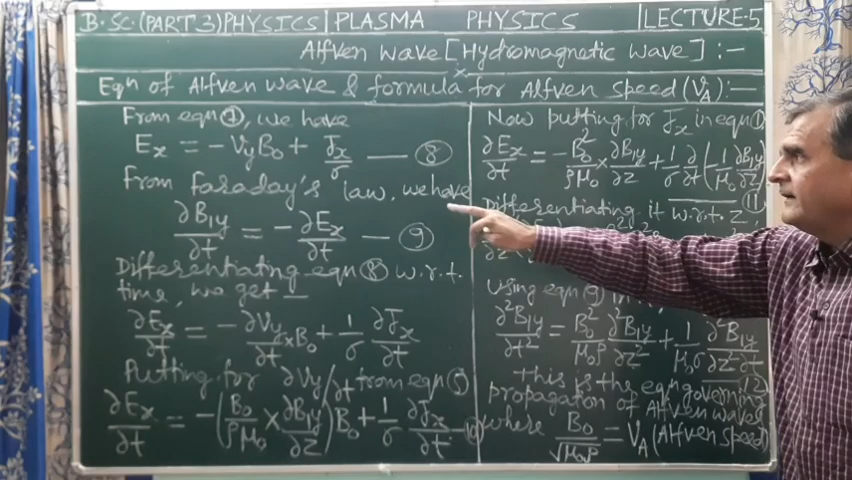 B.Sc.(PART 3)PHYSICS | PLASMA PHYSICS | LECTURE-5
Alfven wave [Hydromagnetic wave] :-
Eqn of Alfven wave & formula for Alfven speed (V_A):-
From eqn ①, we have
E_x = -V_y B_0 + J_x/σ — ⑧
From Faraday's law, we have
∂B_1y/∂t = -∂E_x/∂t — ⑨
Differentiating eqn ⑧ w.r.t.
time, we get —
∂E_x/∂t = -∂V_y/∂t × B_0 + 1/σ ∂J_x/∂t
Putting for ∂V_y/∂t from eqn ⑤
∂E_x/∂t = -(B_0/ρμ_0 × ∂B_1y/∂z) B_0 + 1/σ ∂J_x/∂t — ⑩
Now putting for J_x in eqn
∂E_x/∂t = -B_0²/ρμ_0 × ∂B_1y/∂z + 1/σ ∂/∂t (-1/μ_0 ∂B_1y/∂z)
— ⑪
Differentiating it w.r.t. z,
Using eqn ⑨ in
∂²B_1y/∂t² = B_0²/μ_0ρ ∂²B_1y/∂z² + 1/μ_0σ ∂²B_1y/∂z²∂t
— 12
This is the eqn governing
propagation of Alfven waves
where B_0/√μ_0ρ = V_A (Alfven speed)